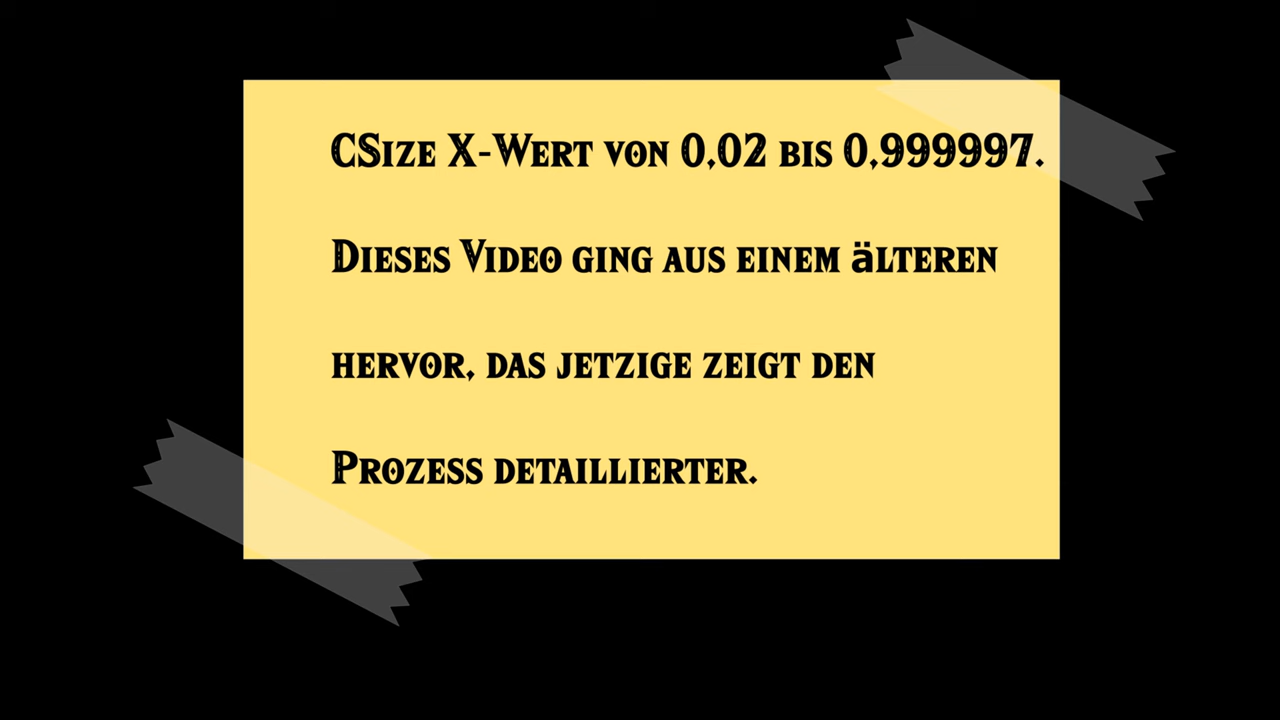 CSize X-Wert von 0,02 bis 0,999997.
Dieses Video ging aus einem älteren
hervor, das jetzige zeigt den
Prozess detaillierter.